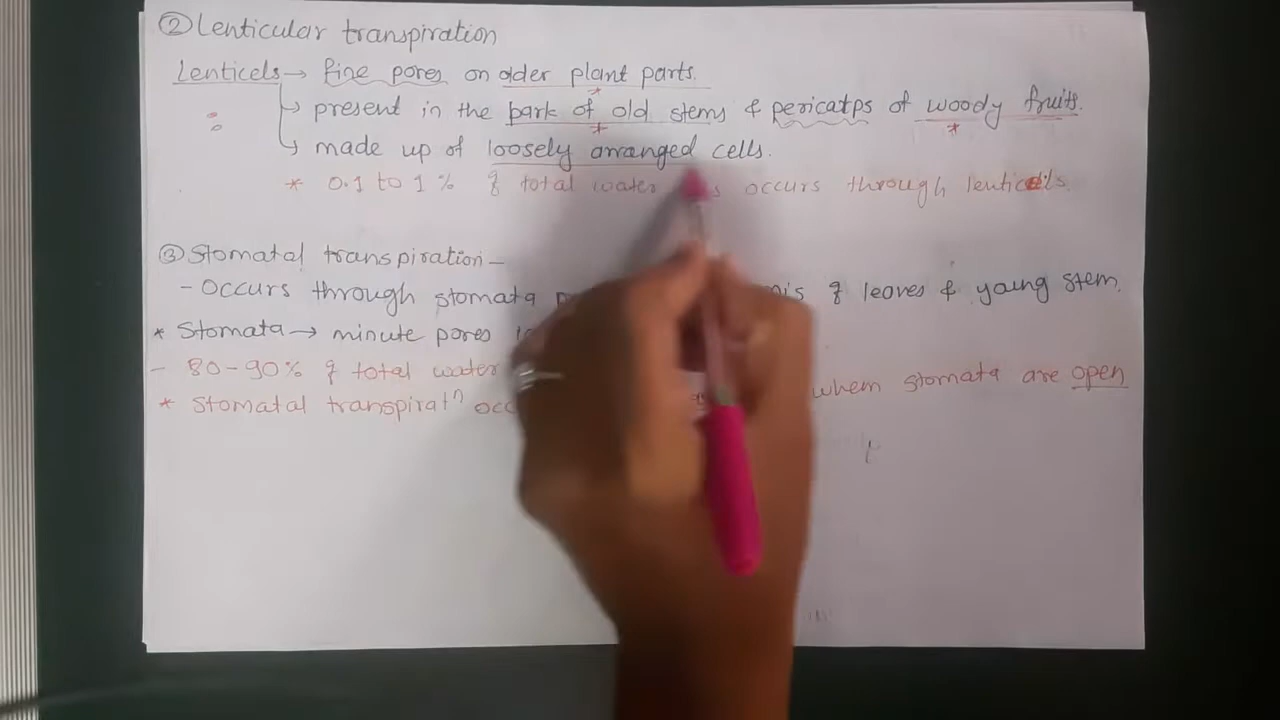 ② Lenticular transpiration
Lenticels → fine pores on older plant parts.
→ present in the park of old stems & pericarps of woody fruits.
→ made up of loosely arranged cells.
* 0.1 to 1 % of total water occurs through lenticels.
③ Stomatal transpiration –
- Occurs through stomata of leaves & young stem.
* Stomata → minute pores
- 80-90% of total water when stomata are open
* Stomatal transpiratⁿ